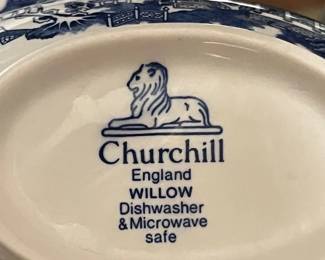 Churchill
England
WILLOW
Dishwasher
& Microwave
safe